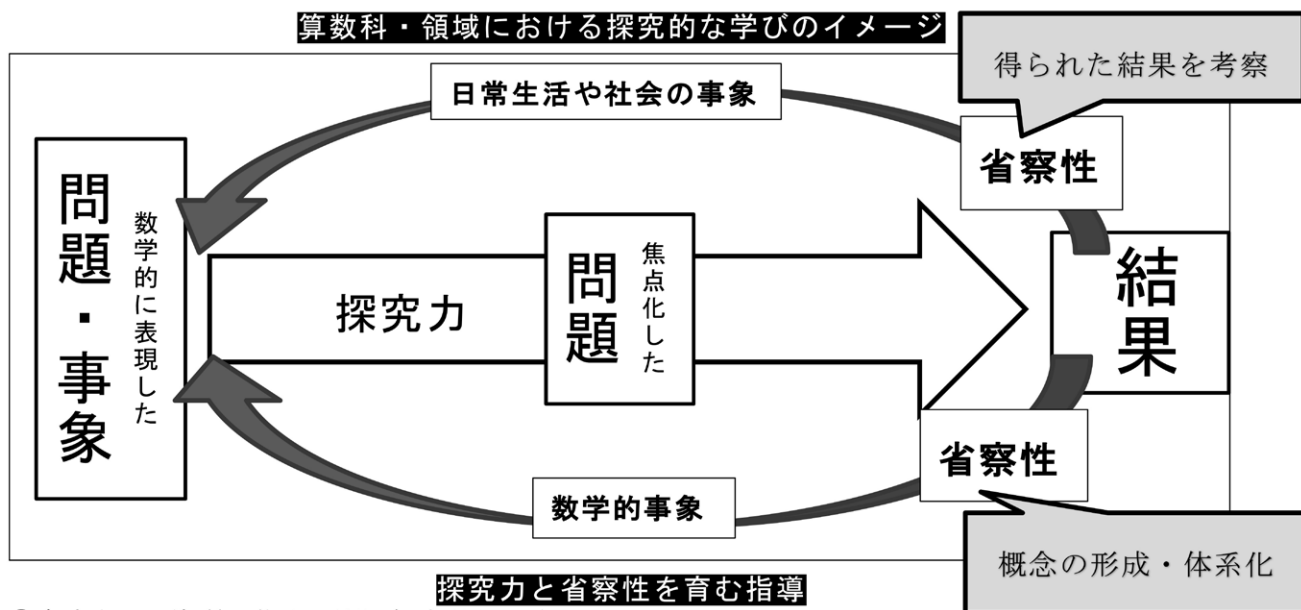 算数科・領域における探究的な学びのイメージ
得られた結果を考察
日常生活や社会の事象
省察性
数学的に表現した
問題・事象
探究力
焦点化した
問題
結果
省察性
数学的事象
概念の形成・体系化
探究力と省察性を育む指導